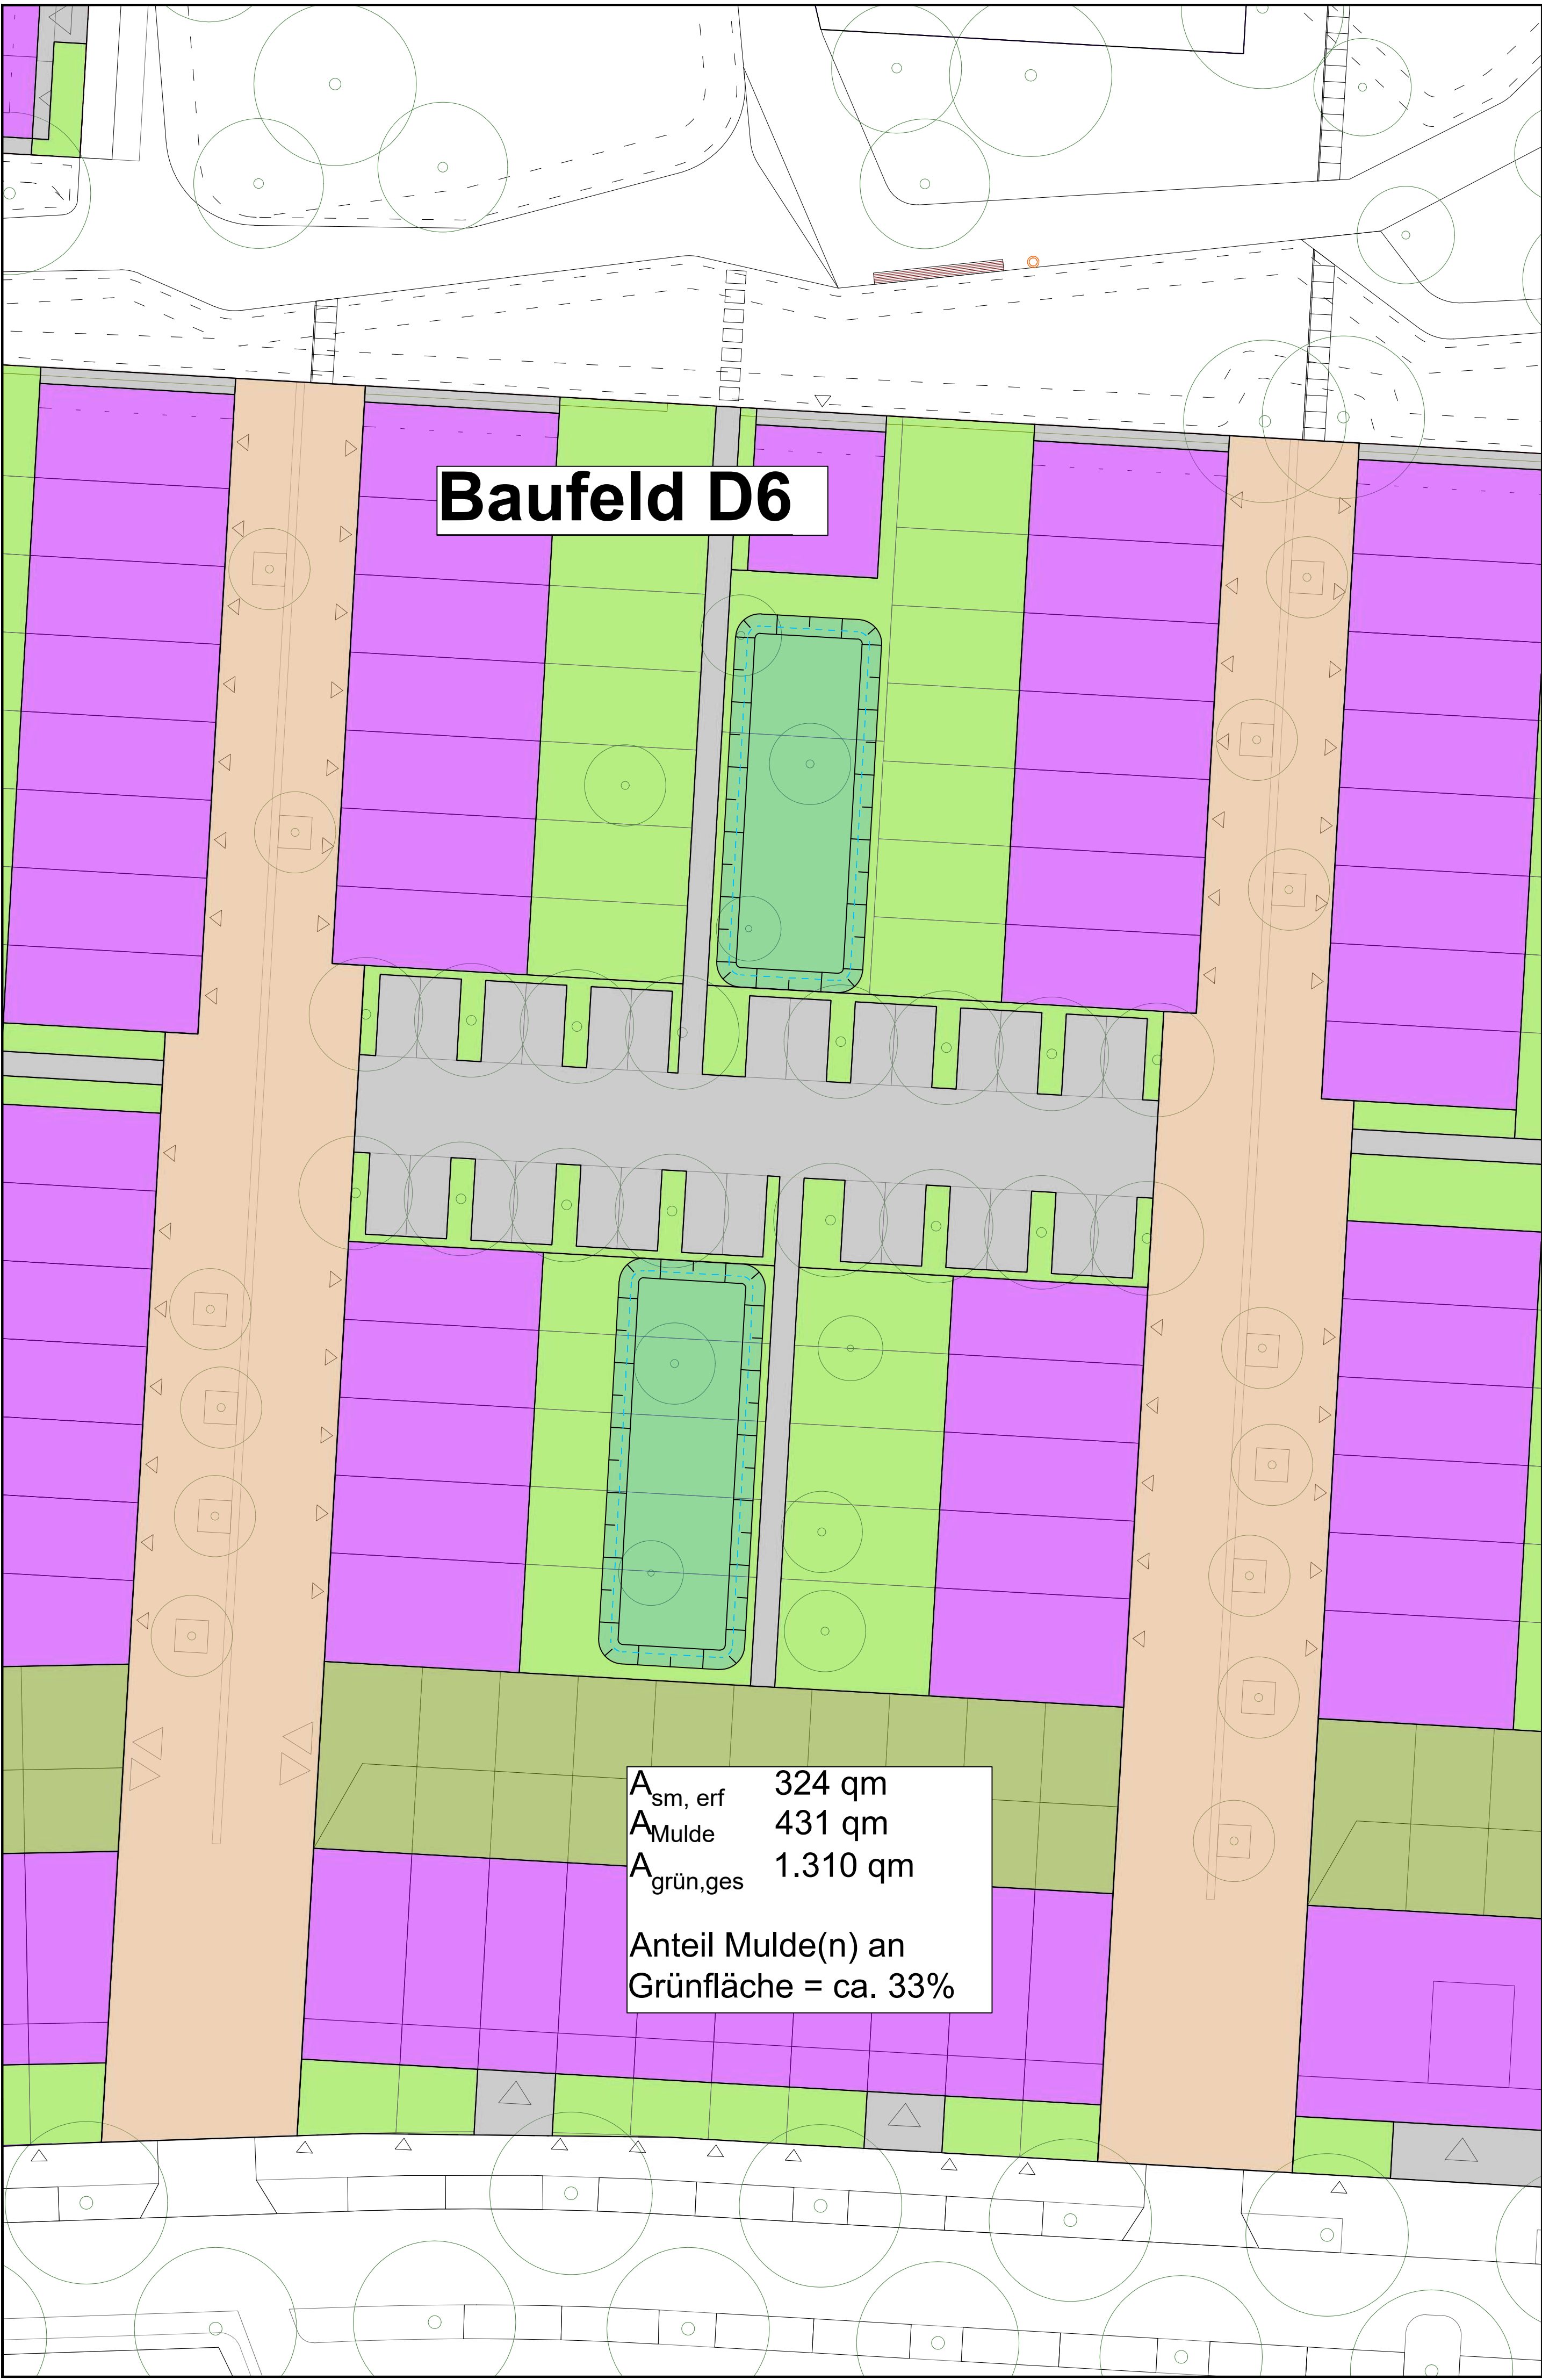 Baufeld D6
Asm, erf 324 qm
AMulde 431 qm
Agrün,ges 1.310 qm
Anteil Mulde(n) an
Grünfläche = ca. 33%